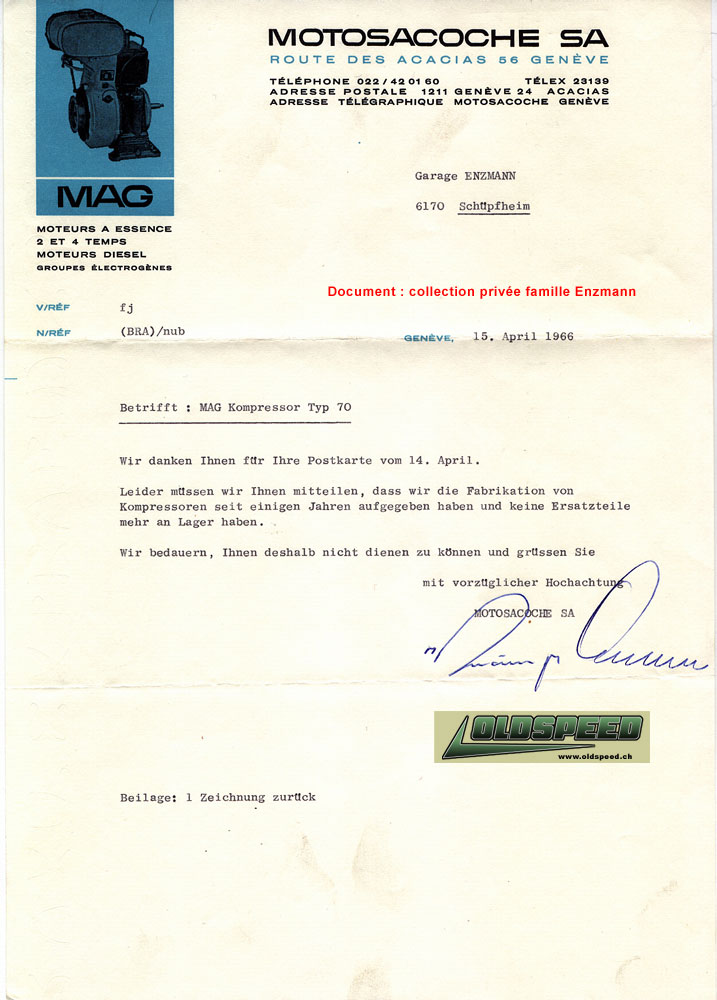 MOTOSACOCHE SA
ROUTE DES ACACIAS 56 GENÈVE
TÉLÉPHONE 022/42 01 60 TÉLEX 23139
ADRESSE POSTALE 1211 GENÈVE 24 ACACIAS
ADRESSE TÉLÉGRAPHIQUE MOTOSACOCHE GENÈVE
MAG
MOTEURS A ESSENCE
2 ET 4 TEMPS
MOTEURS DIESEL
GROUPES ÉLECTROGÈNES
Garage ENZMANN
6170 Schüpfheim
Document : collection privée famille Enzmann
V/RÉF fj
N/RÉF (BRA)/nub
GENÈVE, 15. April 1966
Betrifft : MAG Kompressor Typ 70
Wir danken Ihnen für Ihre Postkarte vom 14. April.
Leider müssen wir Ihnen mitteilen, dass wir die Fabrikation von
Kompressoren seit einigen Jahren aufgegeben haben und keine Ersatzteile
mehr an Lager haben.
Wir bedauern, Ihnen deshalb nicht dienen zu können und grüssen Sie
mit vorzüglicher Hochachtung
MOTOSACOCHE SA
OLDSPEED
www.oldspeed.ch
Beilage: 1 Zeichnung zurück